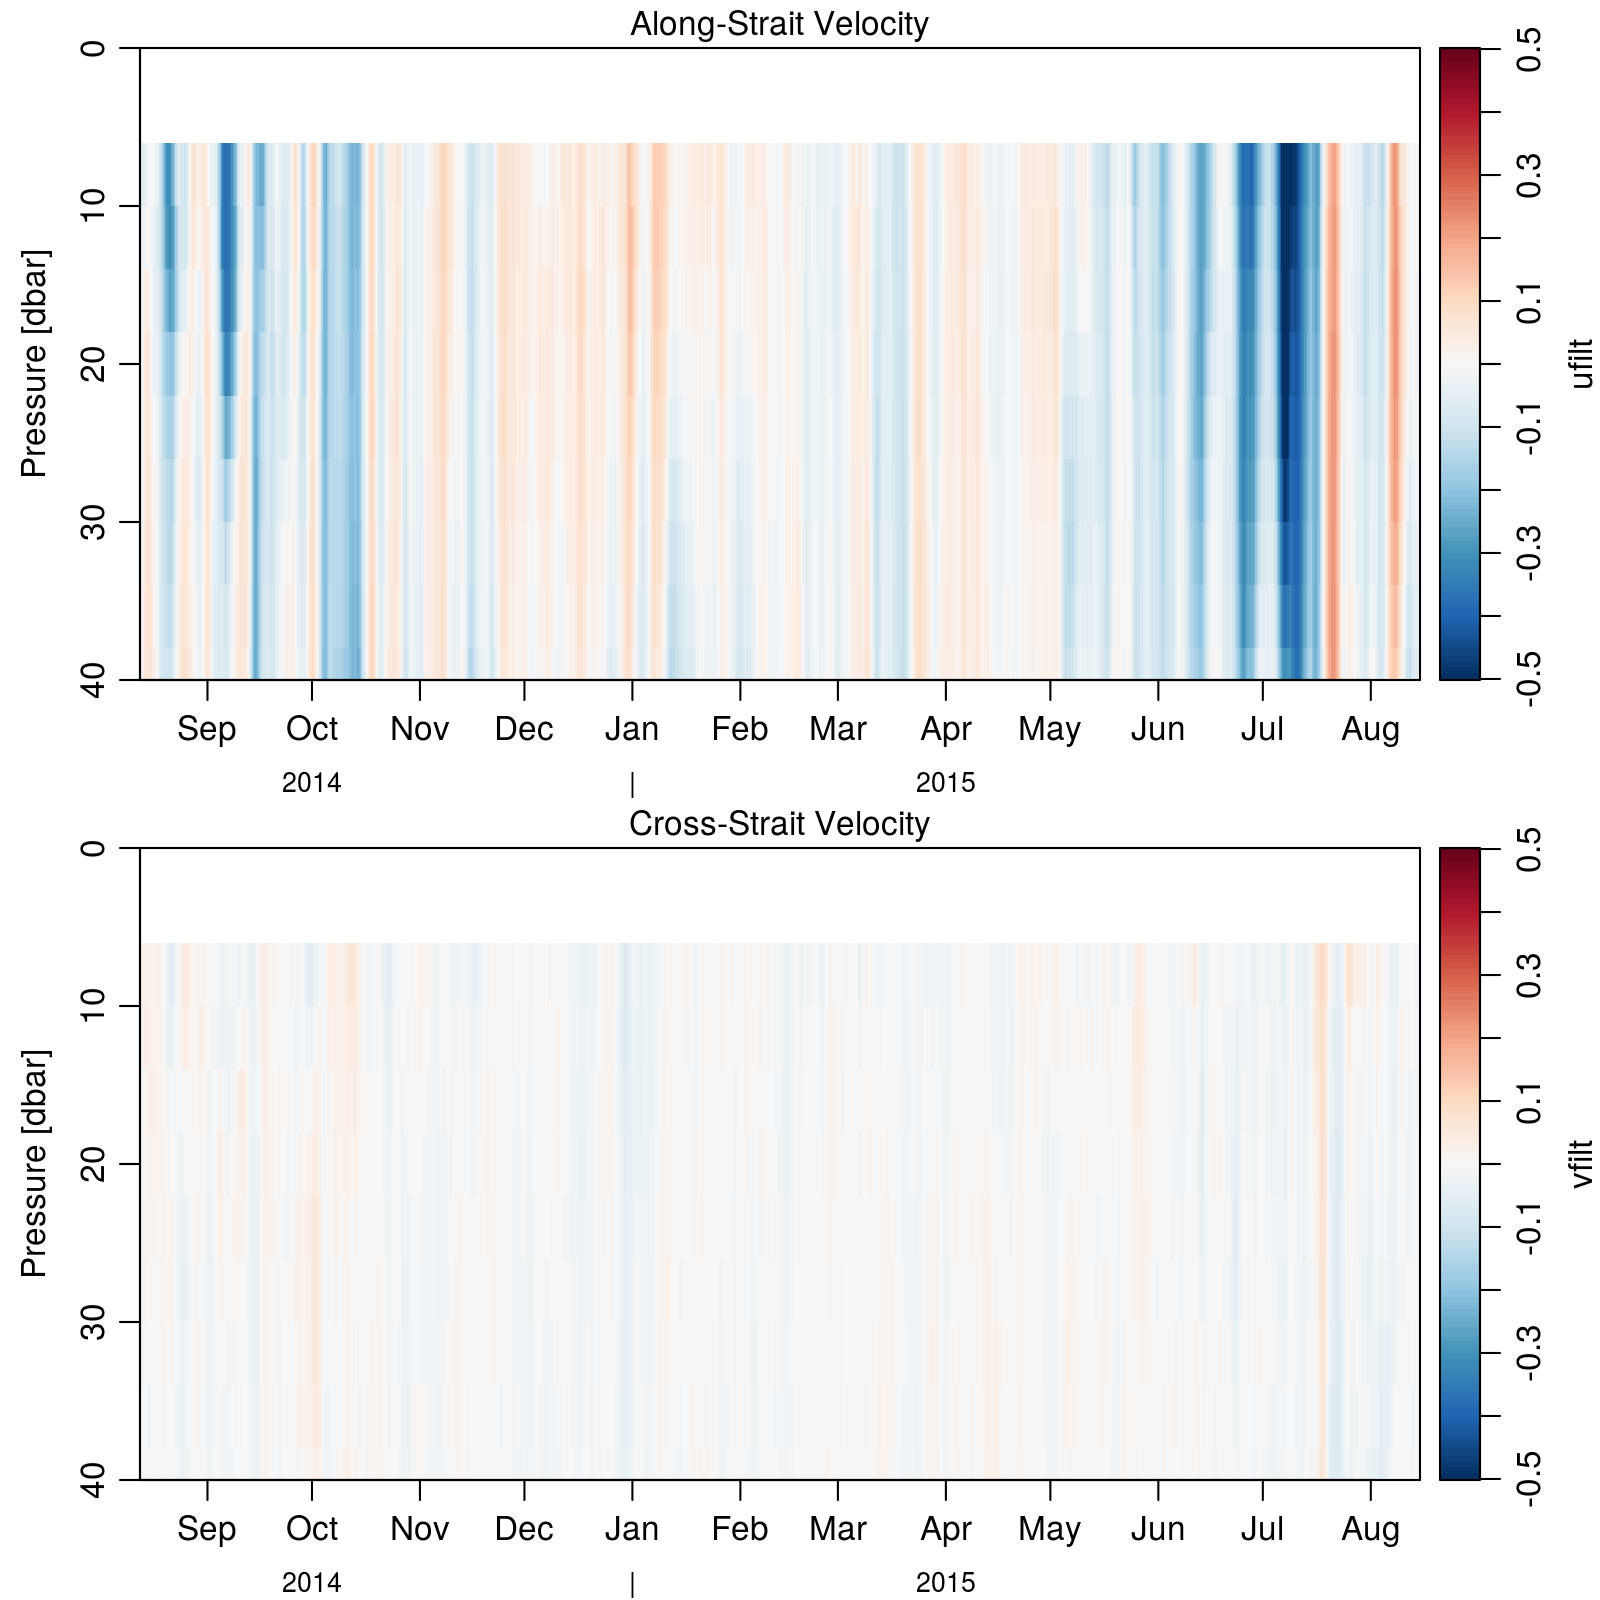 Along-Strait Velocity
0
10
20
30
40
Pressure [dbar]
Sep Oct Nov Dec Jan Feb Mar Apr May Jun Jul Aug
2014 | 2015
0.5
0.3
0.1
-0.1
-0.3
-0.5
ufilt
Cross-Strait Velocity
0
10
20
30
40
Pressure [dbar]
Sep Oct Nov Dec Jan Feb Mar Apr May Jun Jul Aug
2014 | 2015
0.5
0.3
0.1
-0.1
-0.3
-0.5
vfilt